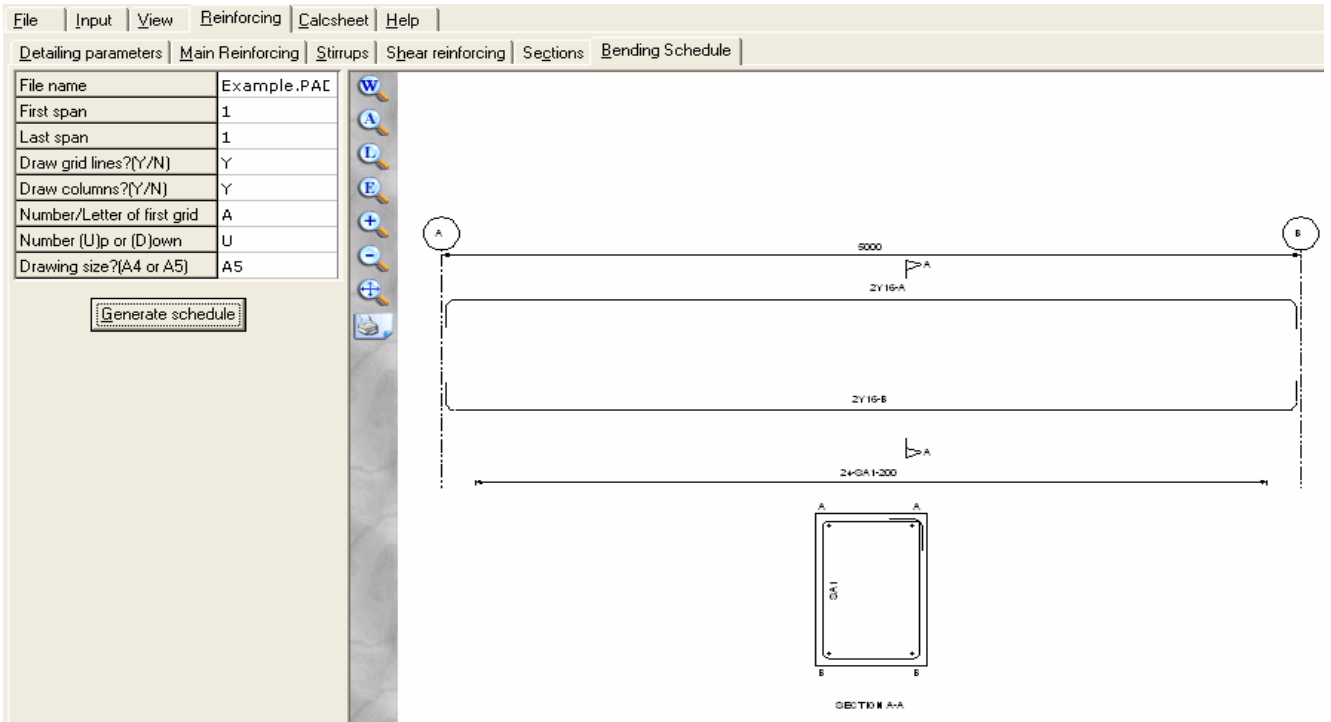 File Input View Reinforcing Calcsheet Help
Detailing parameters Main Reinforcing Stirrups Shear reinforcing Sections Bending Schedule
File name Example.PAD
First span 1
Last span 1
Draw grid lines?(Y/N) Y
Draw columns?(Y/N) Y
Number/Letter of first grid A
Number (U)p or (D)own U
Drawing size?(A4 or A5) A5
Generate schedule
W
A
L
E
A B
5000
A
2Y16-A
2Y16-B
A
24-SA1-200
A A
SA1
B B
SECTION A-A